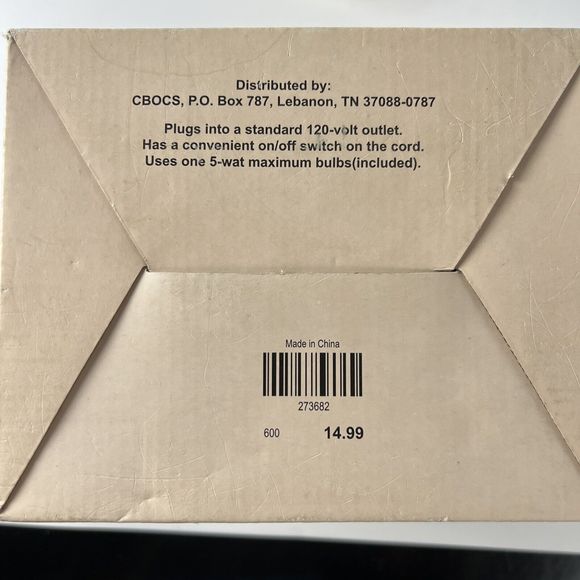 Distributed by:
CBOCS, P.O. Box 787, Lebanon, TN 37088-0787
Plugs into a standard 120-volt outlet.
Has a convenient on/off switch on the cord.
Uses one 5-wat maximum bulbs(included).
Made in China
273682
600 14.99